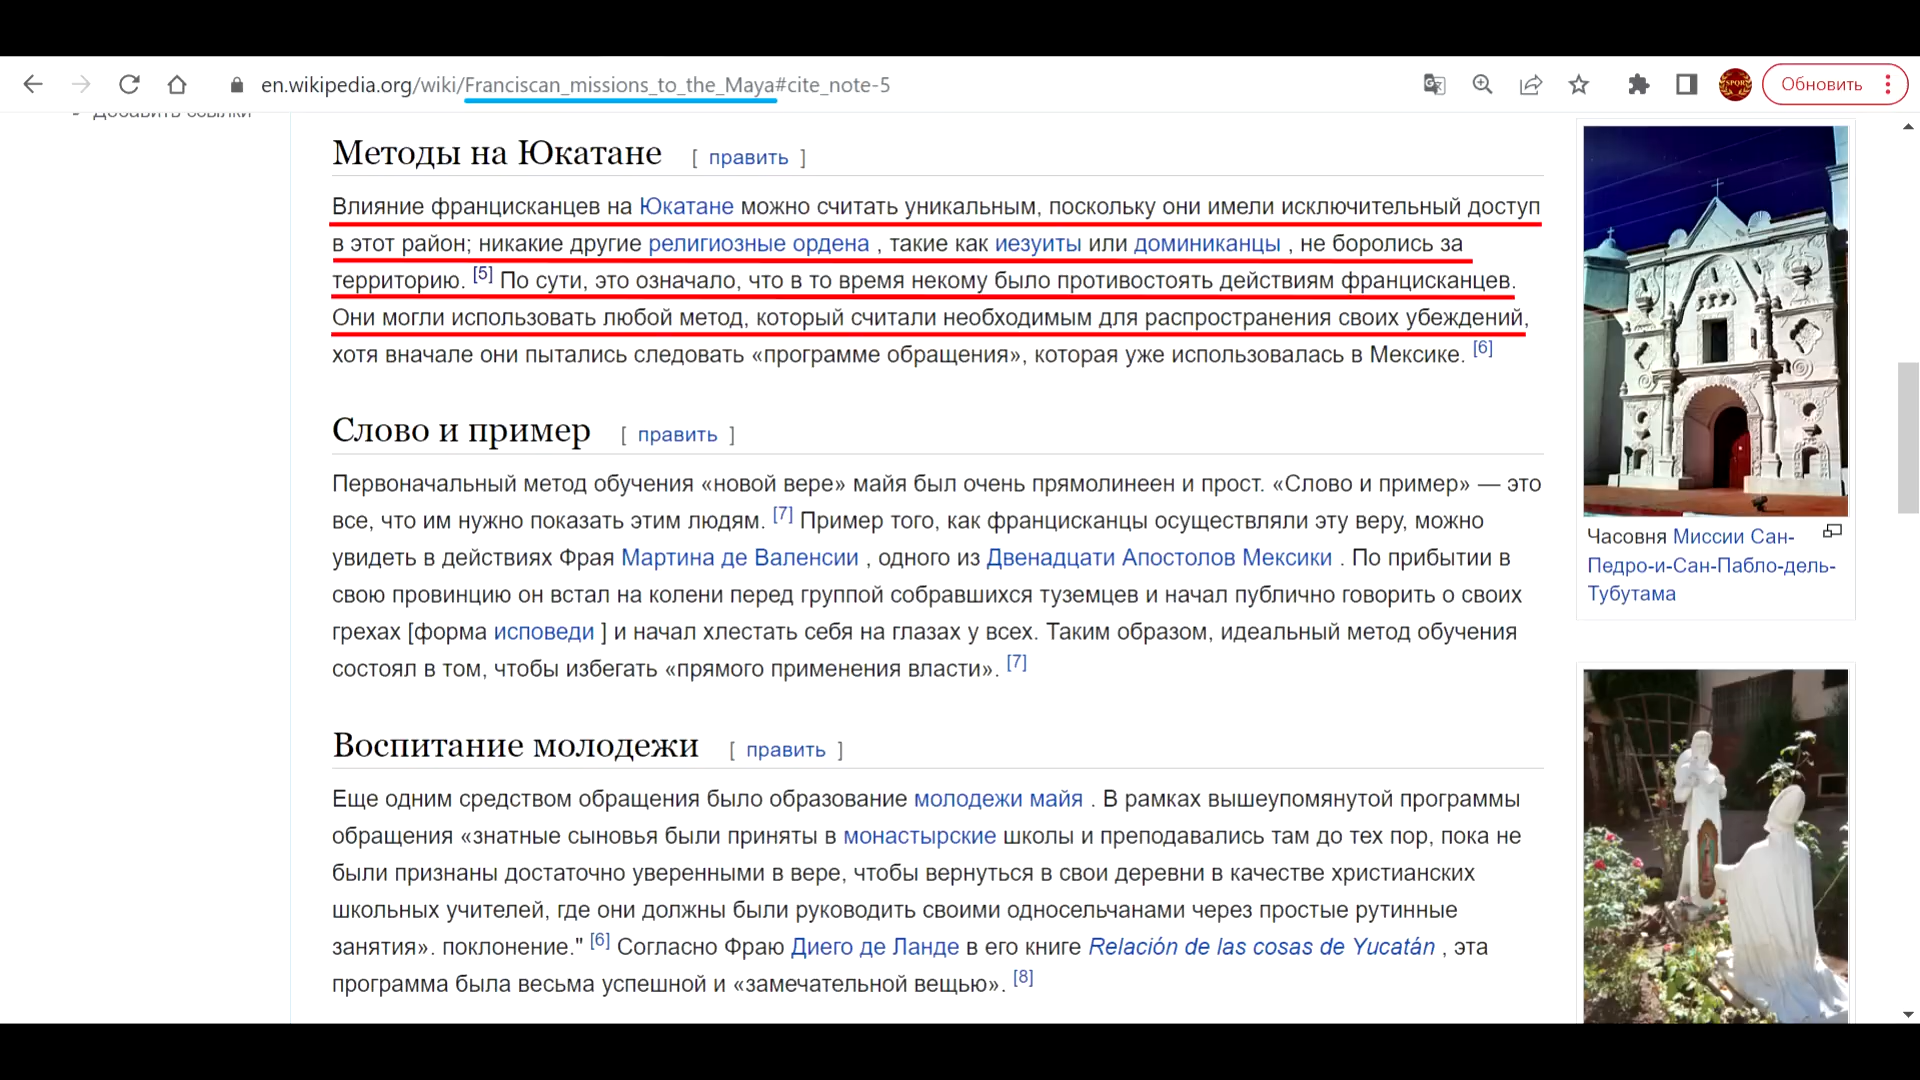 en.wikipedia.org/wiki/Franciscan_missions_to_the_Maya#cite_note-5
Обновить
Добавить ссылки
Методы на Юкатане [ править ]
Влияние францисканцев на Юкатане можно считать уникальным, поскольку они имели исключительный доступ
в этот район; никакие другие религиозные ордена , такие как иезуиты или доминиканцы , не боролись за
территорию. [5] По сути, это означало, что в то время некому было противостоять действиям францисканцев.
Они могли использовать любой метод, который считали необходимым для распространения своих убеждений,
хотя вначале они пытались следовать «программе обращения», которая уже использовалась в Мексике. [6]
Часовня Миссии Сан-
Педро-и-Сан-Пабло-дель-
Тубутама
Слово и пример [ править ]
Первоначальный метод обучения «новой вере» майя был очень прямолинеен и прост. «Слово и пример» — это
все, что им нужно показать этим людям. [7] Пример того, как францисканцы осуществляли эту веру, можно
увидеть в действиях Фрая Мартина де Валенсии , одного из Двенадцати Апостолов Мексики . По прибытии в
свою провинцию он встал на колени перед группой собравшихся туземцев и начал публично говорить о своих
грехах [форма исповеди ] и начал хлестать себя на глазах у всех. Таким образом, идеальный метод обучения
состоял в том, чтобы избегать «прямого применения власти». [7]
Воспитание молодежи [ править ]
Еще одним средством обращения было образование молодежи майя . В рамках вышеупомянутой программы
обращения «знатные сыновья были приняты в монастырские школы и преподавались там до тех пор, пока не
были признаны достаточно уверенными в вере, чтобы вернуться в свои деревни в качестве христианских
школьных учителей, где они должны были руководить своими односельчанами через простые рутинные
занятия». поклонение." [6] Согласно Фраю Диего де Ланде в его книге Relación de las cosas de Yucatán , эта
программа была весьма успешной и «замечательной вещью». [8]